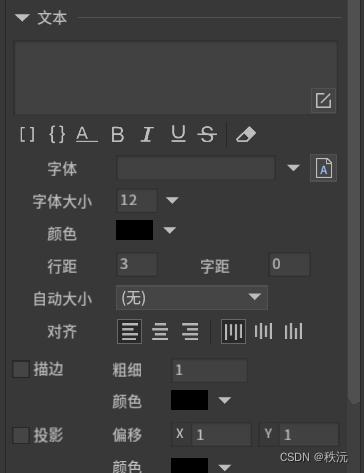 文本
[ ] { } A B I U S
字体 A
字体大小 12
颜色
行距 3 字距 0
自动大小 (无)
对齐
描边 粗细 1
颜色
投影 偏移 X 1 Y 1
颜色
CSDN @秩沅